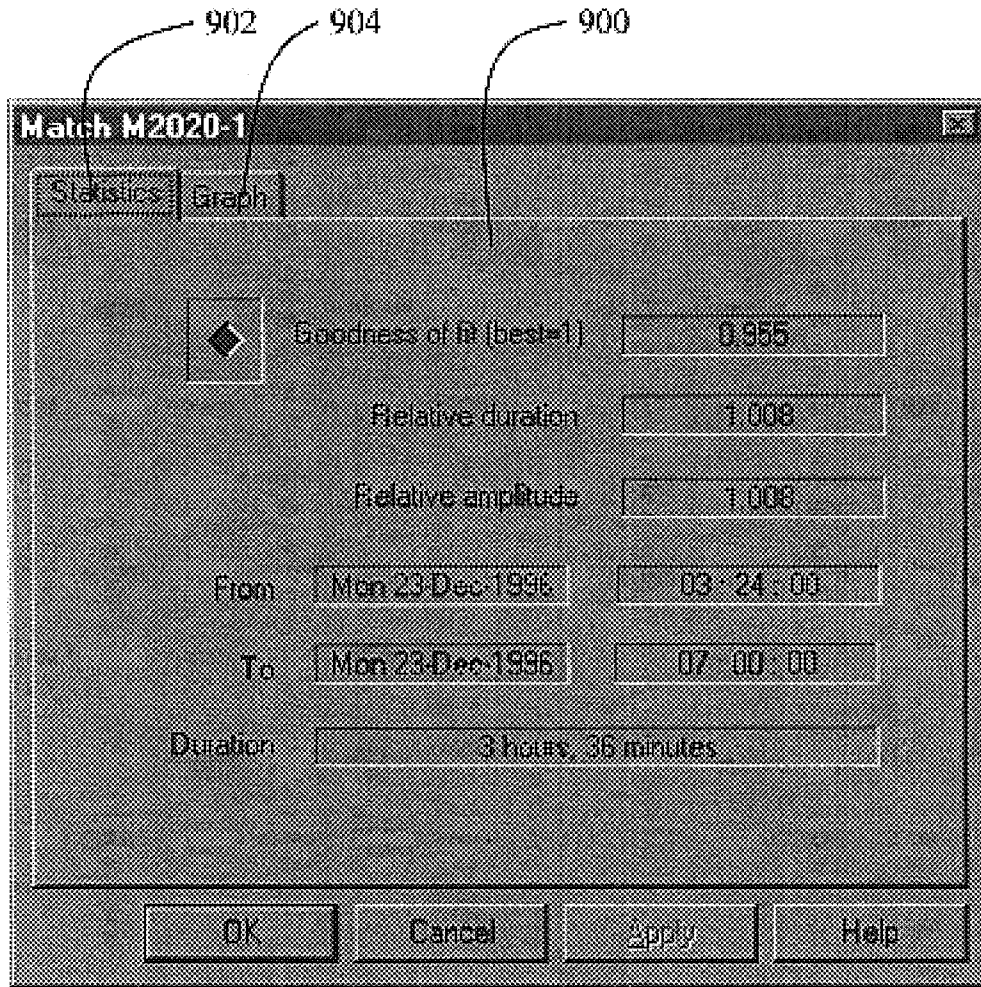 902 904 900
Match M2020-1
Statistics Graph
Goodness of fit (best=1) 0.955
Relative duration 1.008
Relative amplitude 1.008
From Mon 23-Dec-1996 03 : 24 : 00
To Mon 23-Dec-1996 07 : 00 : 00
Duration 3 hours, 36 minutes
OK Cancel Apply Help